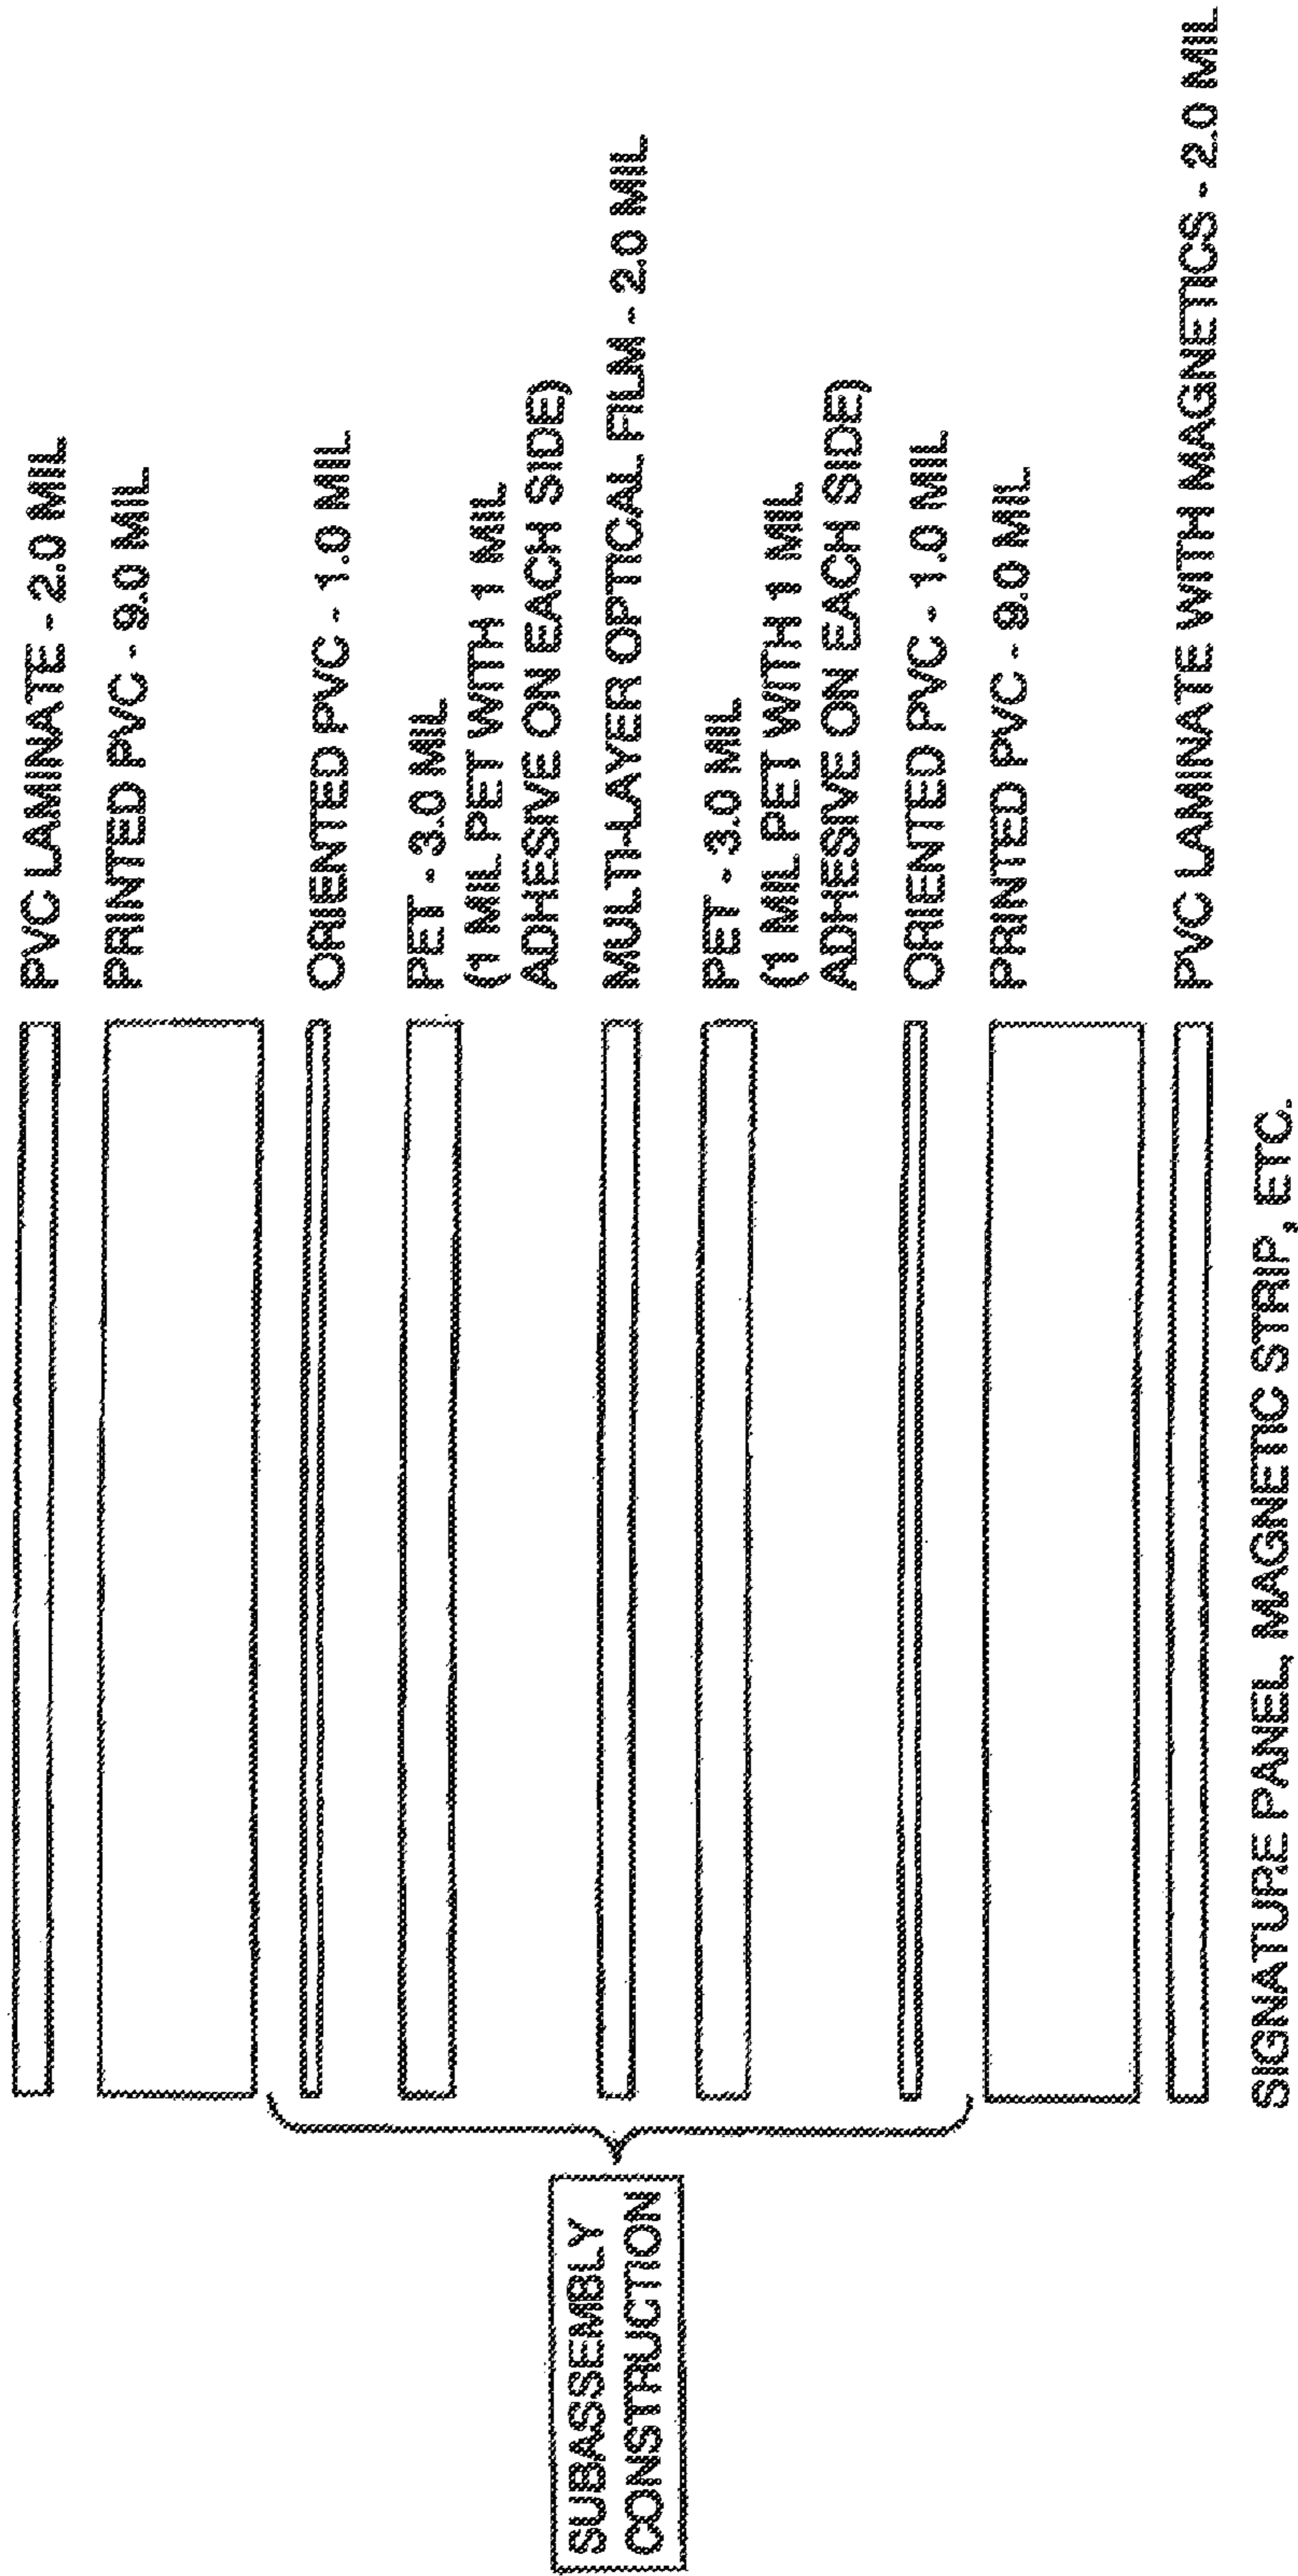 PVC LAMINATE - 2.0 MIL
PRINTED PVC - 9.0 MIL
ORIENTED PVC - 1.0 MIL
PET - 3.0 MIL
(1 MIL PET WITH 1 MIL
ADHESIVE ON EACH SIDE)
MULTI-LAYER OPTICAL FILM - 2.0 MIL
PET - 3.0 MIL
(1 MIL PET WITH 1 MIL
ADHESIVE ON EACH SIDE)
ORIENTED PVC - 1.0 MIL
PRINTED PVC - 9.0 MIL
PVC LAMINATE WITH MAGNETICS - 2.0 MIL
SIGNATURE PANEL, MAGNETIC STRIP, ETC.
SUBASSEMBLY
CONSTRUCTION